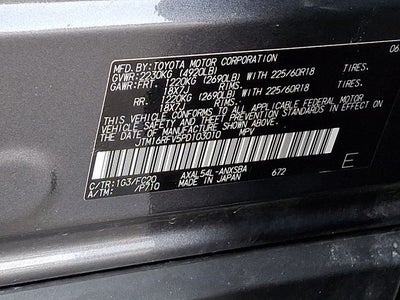 MFD.BY:TOYOTA MOTOR CORPORATION 06
GVWR:2230KG (4920LB)
GAWR:FRT 1220KG (2690LB) WITH 225/60R18 TIRES.
18X7J RIMS.
RR. 1220KG (2690LB) WITH 225/60R18 TIRES.
18X7J RIMS
THIS VEHICLE CONFORMS TO ALL APPLICABLE FEDERAL MOTOR
VEHICLE SAFETY, BUMPER, AND THEFT PREVENTION STANDARDS IN
EFFECT ON THE DATE OF MANUFACTURE SHOWN ABOVE.
JTM16RFV5PD103010 MPV
C/TR:1G3/FC20 AXAL54L-ANXSBA 672 E
A/TM: /P710 MADE IN JAPAN